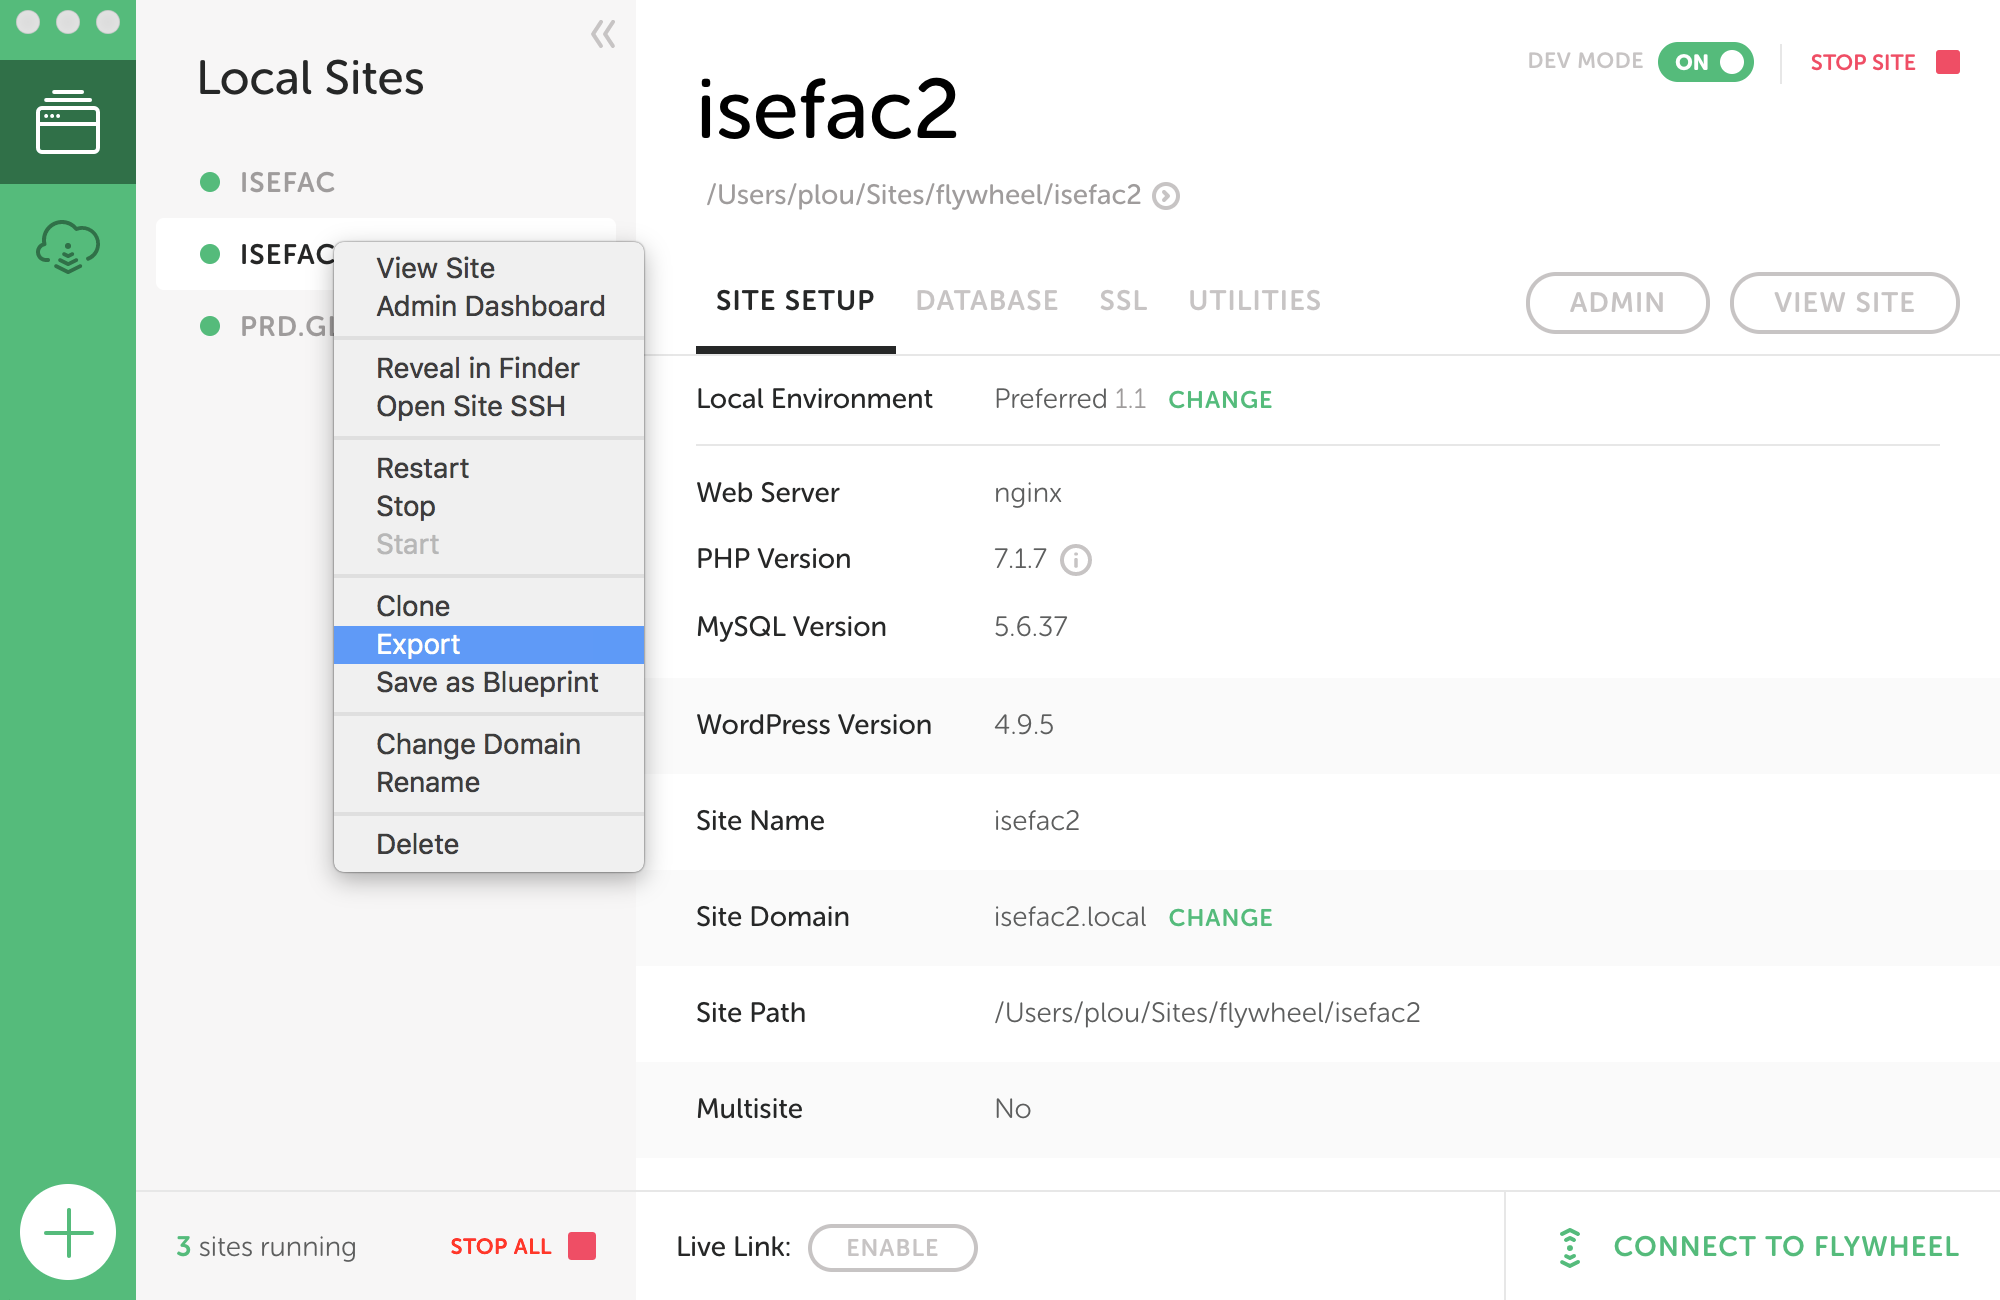 Local Sites
ISEFAC
ISEFAC
PRD.GL
View Site
Admin Dashboard
Reveal in Finder
Open Site SSH
Restart
Stop
Start
Clone
Export
Save as Blueprint
Change Domain
Rename
Delete
3 sites running
STOP ALL
DEV MODE ON STOP SITE
isefac2
/Users/plou/Sites/flywheel/isefac2
SITE SETUP DATABASE SSL UTILITIES ADMIN VIEW SITE
Local Environment Preferred 1.1 CHANGE
Web Server nginx
PHP Version 7.1.7
MySQL Version 5.6.37
WordPress Version 4.9.5
Site Name isefac2
Site Domain isefac2.local CHANGE
Site Path /Users/plou/Sites/flywheel/isefac2
Multisite No
Live Link: ENABLE
CONNECT TO FLYWHEEL